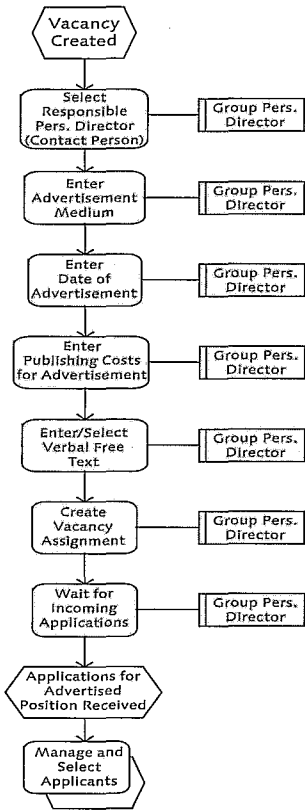 Vacancy
Created
Select
Responsible
Pers. Director
(Contact Person)
Group Pers.
Director
Enter
Advertisement
Medium
Group Pers.
Director
Enter
Date of
Advertisement
Group Pers.
Director
Enter
Publishing Costs
for Advertisement
Group Pers.
Director
Enter/Select
Verbal Free
Text
Group Pers.
Director
Create
Vacancy
Assignment
Group Pers.
Director
Wait for
Incoming
Applications
Group Pers.
Director
Applications for
Advertised
Position Received
Manage and
Select
Applicants